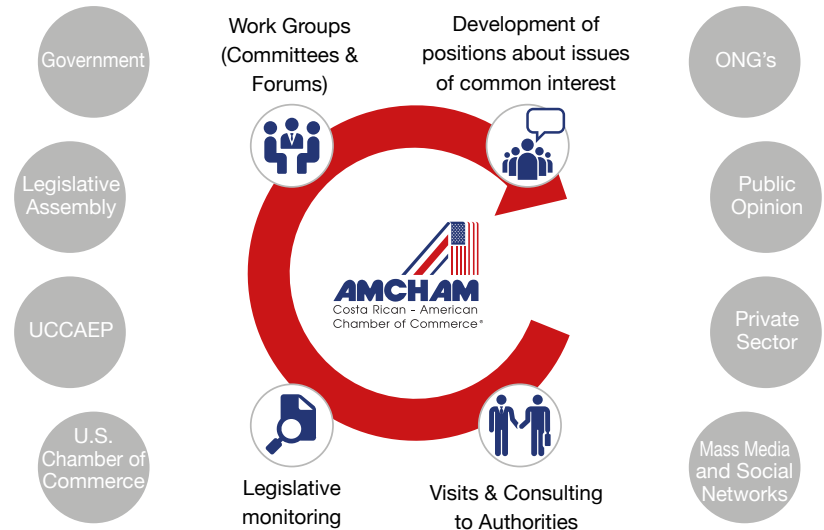 Government
Legislative
Assembly
UCCAEP
U.S.
Chamber of
Commerce
Work Groups
(Committees &
Forums)
Development of
positions about issues
of common interest
AMCHAM
Costa Rican - American
Chamber of Commerce®
Legislative
monitoring
Visits & Consulting
to Authorities
ONG's
Public
Opinion
Private
Sector
Mass Media
and Social
Networks